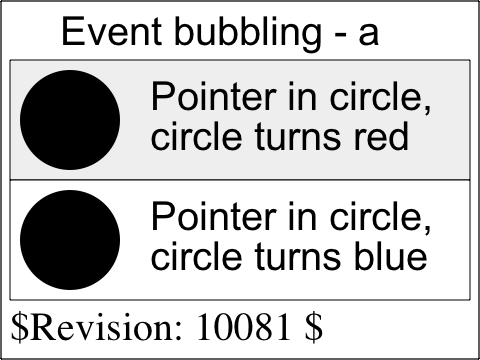 Event bubbling - a
Pointer in circle,
circle turns red
Pointer in circle,
circle turns blue
$Revision: 10081 $